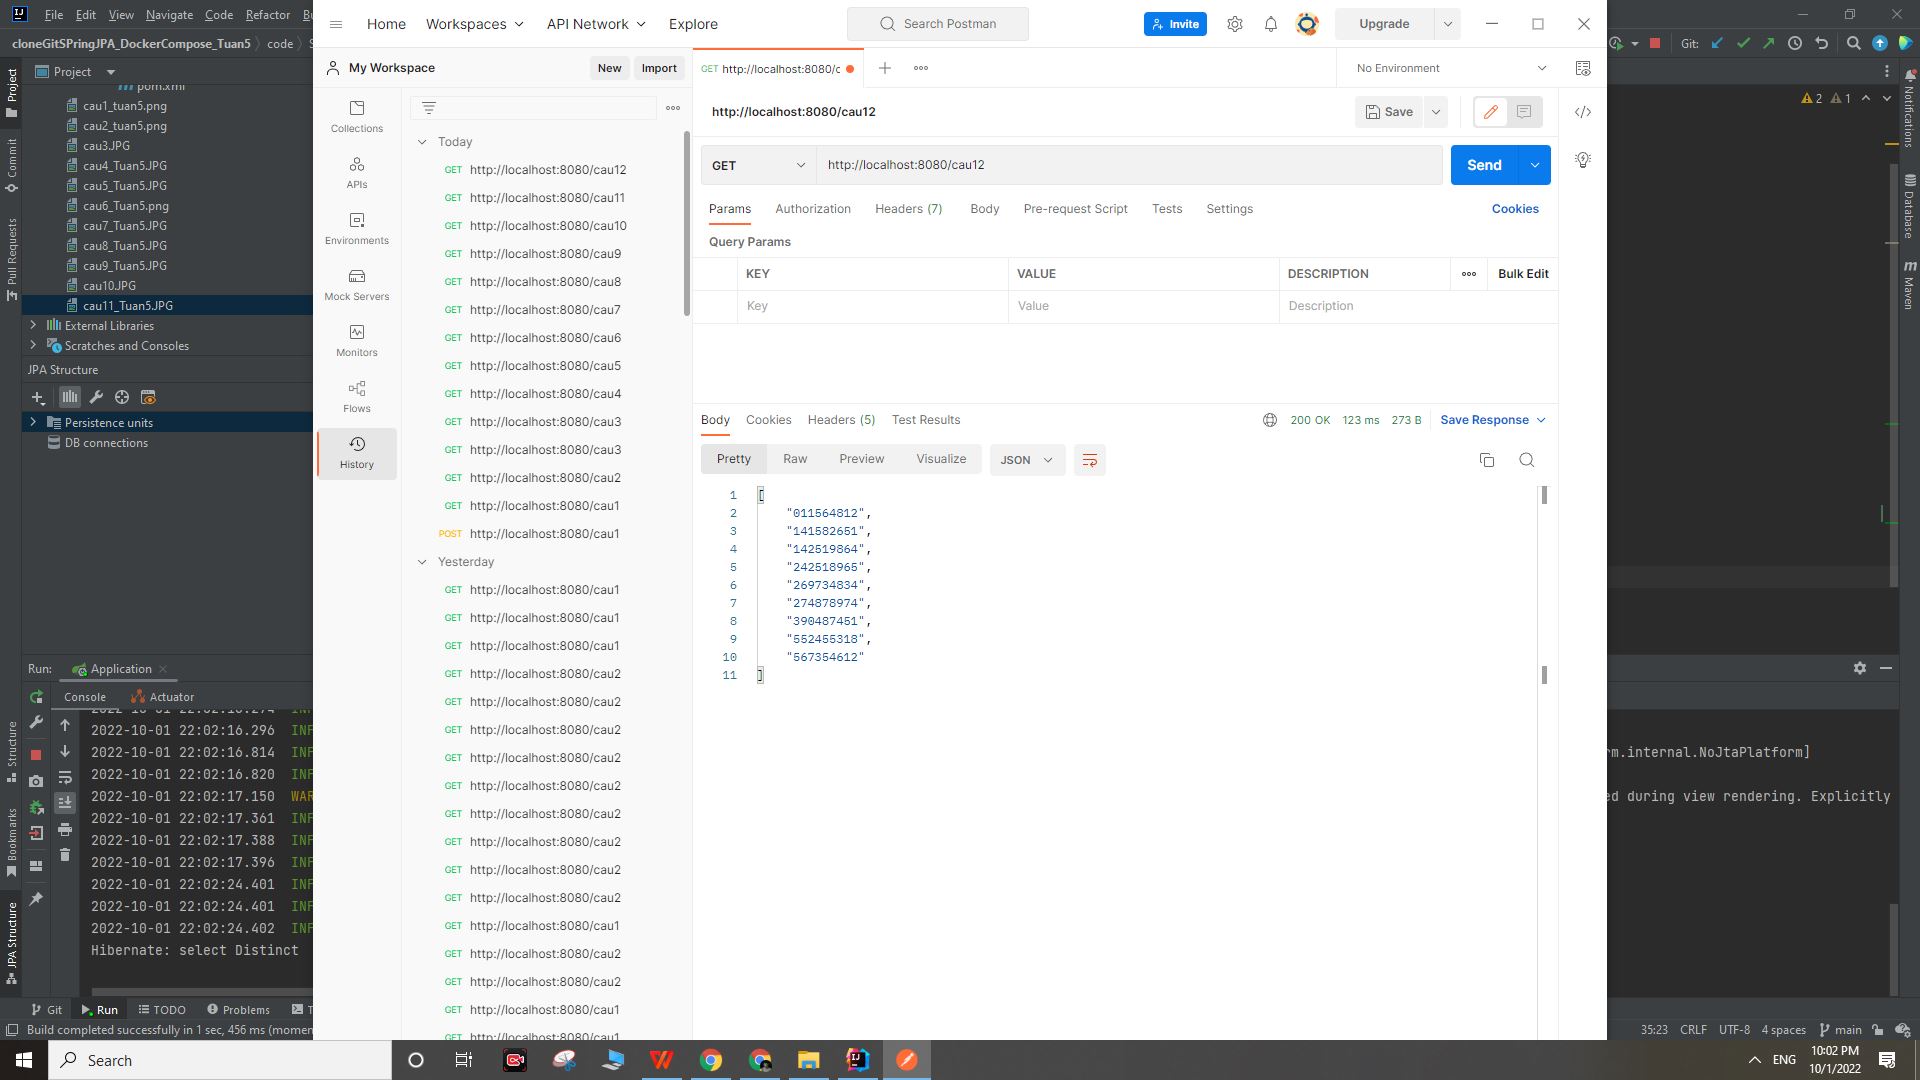 File Edit View Navigate Code Refactor
Home Workspaces API Network Explore
Search Postman
Invite
Upgrade
cloneGitSPringJPA_DockerCompose_Tuan5 code
Git:
Project
Project
Commit
Pull Requests
pom.xml
cau1_tuan5.png
cau2_tuan5.png
cau3.JPG
cau4_Tuan5.JPG
cau5_Tuan5.JPG
cau6_Tuan5.png
cau7_Tuan5.JPG
cau8_Tuan5.JPG
cau9_Tuan5.JPG
cau10.JPG
cau11_Tuan5.JPG
External Libraries
Scratches and Consoles
JPA Structure
Persistence units
DB connections
My Workspace
New
Import
Collections
APIs
Environments
Mock Servers
Monitors
Flows
History
Today
GET http://localhost:8080/cau12
GET http://localhost:8080/cau11
GET http://localhost:8080/cau10
GET http://localhost:8080/cau9
GET http://localhost:8080/cau8
GET http://localhost:8080/cau7
GET http://localhost:8080/cau6
GET http://localhost:8080/cau5
GET http://localhost:8080/cau4
GET http://localhost:8080/cau3
GET http://localhost:8080/cau3
GET http://localhost:8080/cau2
GET http://localhost:8080/cau1
POST http://localhost:8080/cau1
Yesterday
GET http://localhost:8080/cau1
GET http://localhost:8080/cau1
GET http://localhost:8080/cau1
GET http://localhost:8080/cau2
GET http://localhost:8080/cau2
GET http://localhost:8080/cau2
GET http://localhost:8080/cau2
GET http://localhost:8080/cau2
GET http://localhost:8080/cau2
GET http://localhost:8080/cau2
GET http://localhost:8080/cau2
GET http://localhost:8080/cau2
GET http://localhost:8080/cau1
GET http://localhost:8080/cau2
GET http://localhost:8080/cau2
GET http://localhost:8080/cau1
GET http://localhost:8080/cau1
GET http://localhost:8080/c
No Environment
http://localhost:8080/cau12
Save
GET
http://localhost:8080/cau12
Send
Params Authorization Headers (7) Body Pre-request Script Tests Settings
Cookies
Query Params
KEY VALUE DESCRIPTION
Bulk Edit
Key Value Description
Body Cookies Headers (5) Test Results
200 OK 123 ms 273 B
Save Response
Pretty Raw Preview Visualize
JSON
1 [
2 "011564812",
3 "141582651",
4 "142519864",
5 "242518965",
6 "269734834",
7 "274878974",
8 "390487451",
9 "552455318",
10 "567354612"
11 ]
2
1
Notifications
Database
m
Maven
Run: Application
Console Actuator
2022-10-01 22:02:16.296 INF
2022-10-01 22:02:16.814 INF
2022-10-01 22:02:16.820 INF
2022-10-01 22:02:17.150 WAR
2022-10-01 22:02:17.361 INF
2022-10-01 22:02:17.388 INF
2022-10-01 22:02:17.396 INF
2022-10-01 22:02:24.401 INF
2022-10-01 22:02:24.401 INF
2022-10-01 22:02:24.402 INF
Hibernate: select Distinct
rm.internal.NoJtaPlatform]
ed during view rendering. Explicitly
Structure
Bookmarks
JPA Structure
Git Run TODO Problems T
Build completed successfully in 1 sec, 456 ms (momen
35:23 CRLF UTF-8 4 spaces main
Search
ENG
10:02 PM
10/1/2022